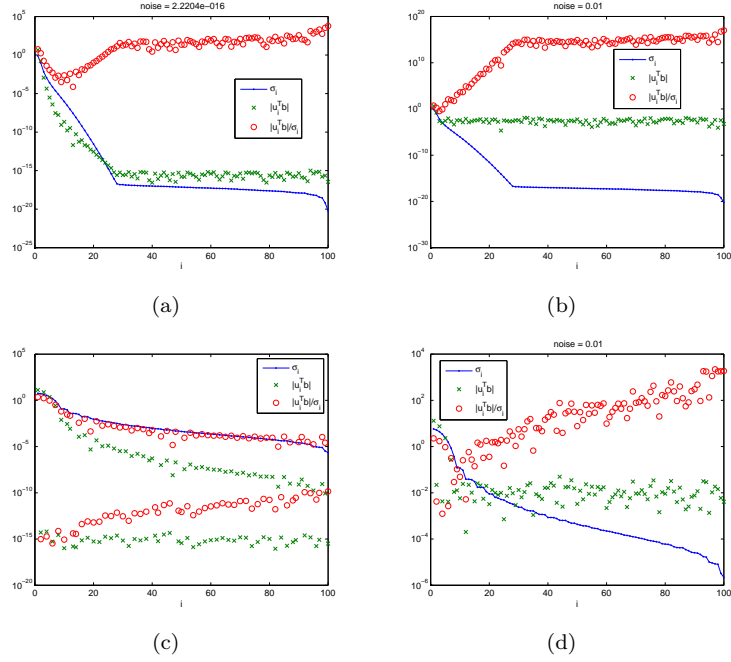 noise = 2.2204e−016
10^5
10^0
10^-5
10^-10
10^-15
10^-20
10^-25
0 20 40 60 80 100
i
σ_i
|u_i^T b|
|u_i^T b|/σ_i
(a)
noise = 0.01
10^20
10^10
10^0
10^-10
10^-20
10^-30
0 20 40 60 80 100
i
σ_i
|u_i^T b|
|u_i^T b|/σ_i
(b)
10^5
10^0
10^-5
10^-10
10^-15
10^-20
0 20 40 60 80 100
i
σ_i
|u_i^T b|
|u_i^T b|/σ_i
(c)
noise = 0.01
10^4
10^2
10^0
10^-2
10^-4
10^-6
0 20 40 60 80 100
i
σ_i
|u_i^T b|
|u_i^T b|/σ_i
(d)